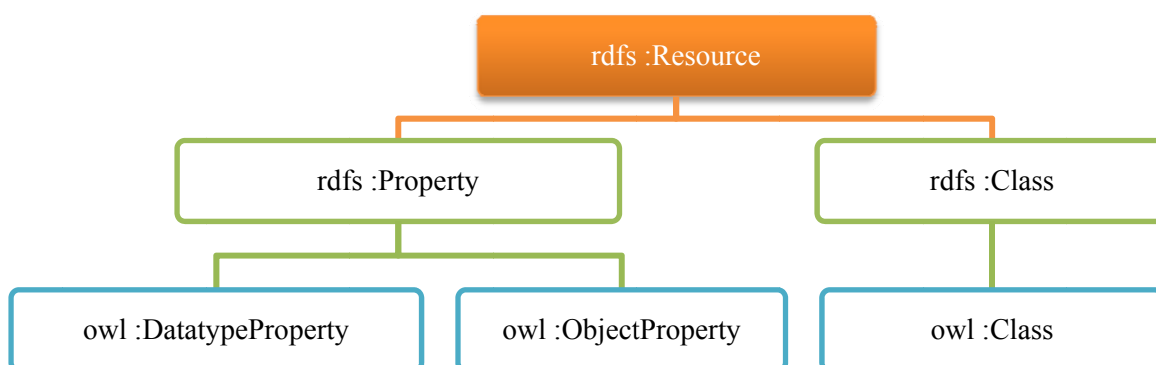 rdfs :Resource
rdfs :Property
rdfs :Class
owl :DatatypeProperty
owl :ObjectProperty
owl :Class